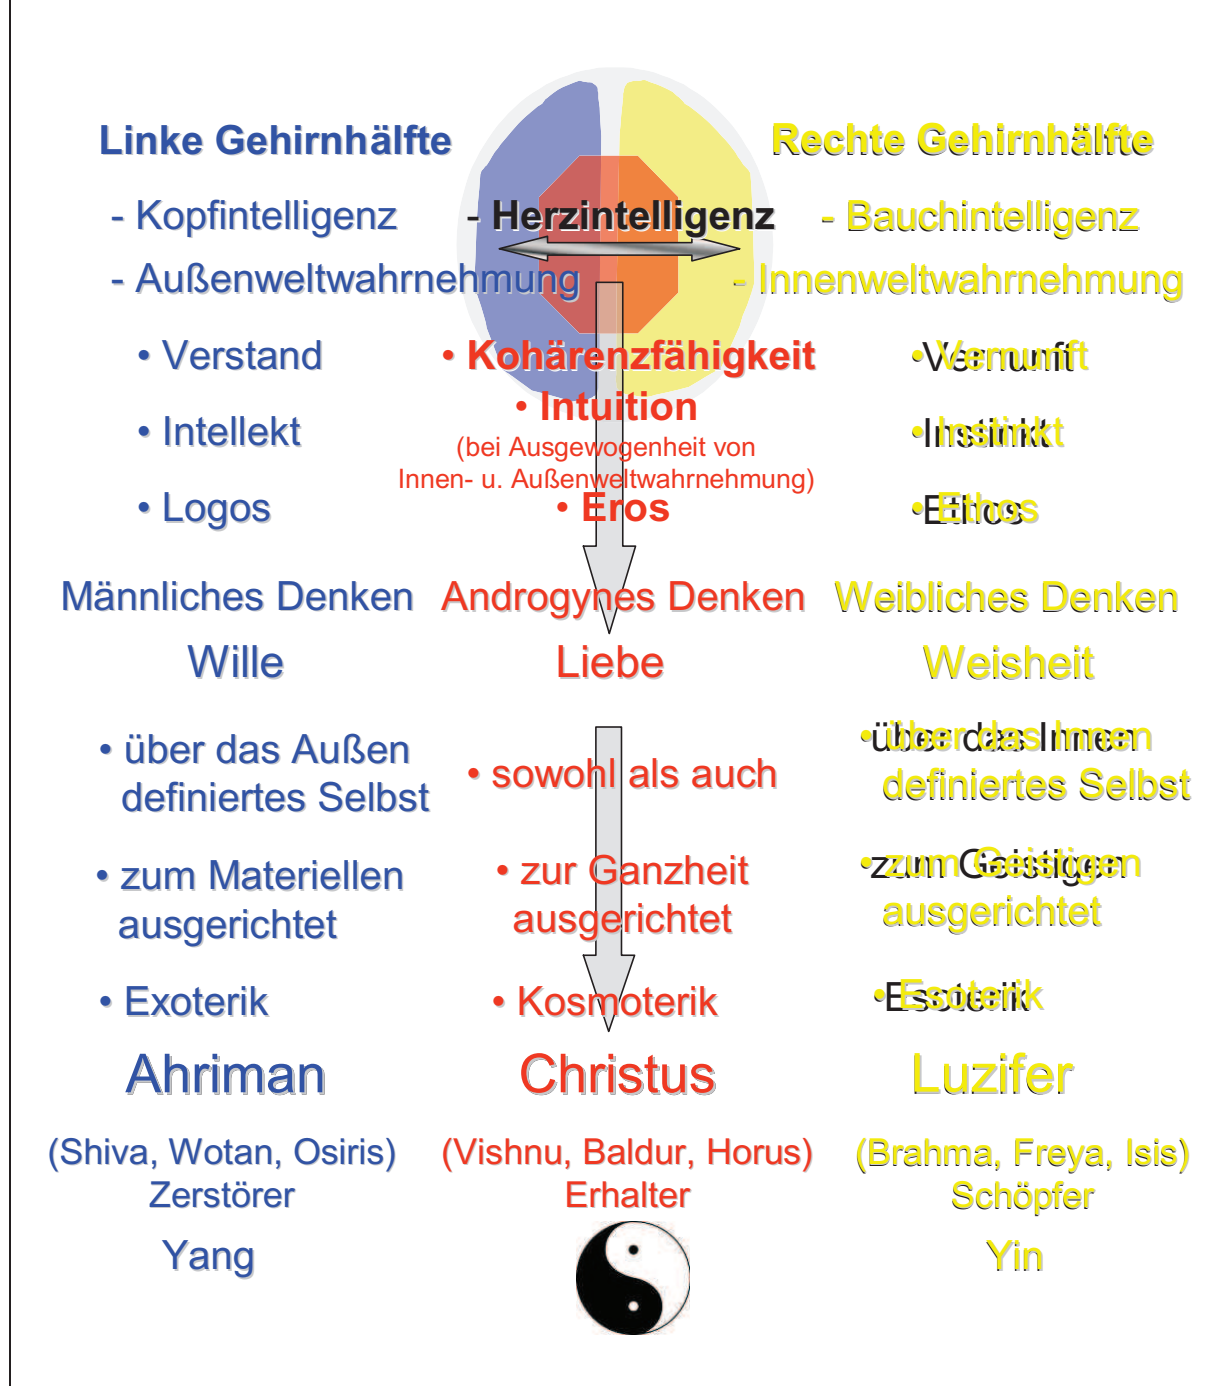 Linke Gehirnhälfte
- Kopfintelligenz
- Außenweltwahrnehmung
• Verstand
• Intellekt
• Logos
Männliches Denken
Wille
• über das Außen
definiertes Selbst
• zum Materiellen
ausgerichtet
• Exoterik
Ahriman
(Shiva, Wotan, Osiris)
Zerstörer
Yang
- Herzintelligenz
• Kohärenzfähigkeit
• Intuition
(bei Ausgewogenheit von
Innen- u. Außenweltwahrnehmung)
• Eros
Androgynes Denken
Liebe
• sowohl als auch
• zur Ganzheit
ausgerichtet
• Kosmoterik
Christus
(Vishnu, Baldur, Horus)
Erhalter
Rechte Gehirnhälfte
- Bauchintelligenz
- Innenweltwahrnehmung
• Vernunft
• Instinkt
• Ethos
Weibliches Denken
Weisheit
• über das Innen
definiertes Selbst
• zum Geistigen
ausgerichtet
• Esoterik
Luzifer
(Brahma, Freya, Isis)
Schöpfer
Yin